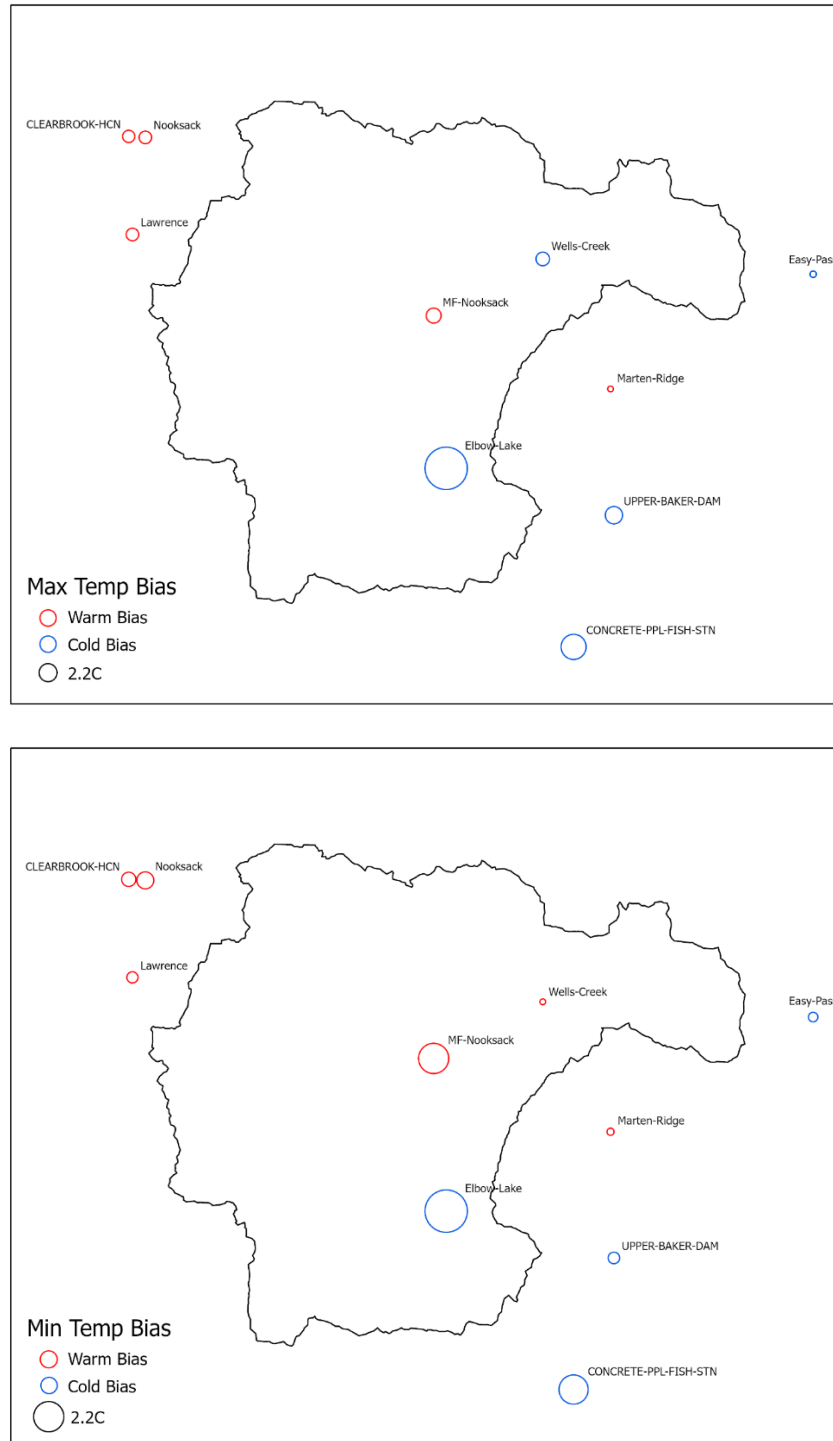 CLEARBROOK-HCN Nooksack
Lawrence
Wells-Creek
Easy-Pas
MF-Nooksack
Marten-Ridge
Elbow-Lake
UPPER-BAKER-DAM
Max Temp Bias
Warm Bias
CONCRETE-PPL-FISH-STN
Cold Bias
2.2C
CLEARBROOK-HCN Nooksack
Lawrence
Wells-Creek
Easy-Pas
MF-Nooksack
Marten-Ridge
Elbow-Lake
UPPER-BAKER-DAM
Min Temp Bias
Warm Bias
CONCRETE-PPL-FISH-STN
Cold Bias
2.2C